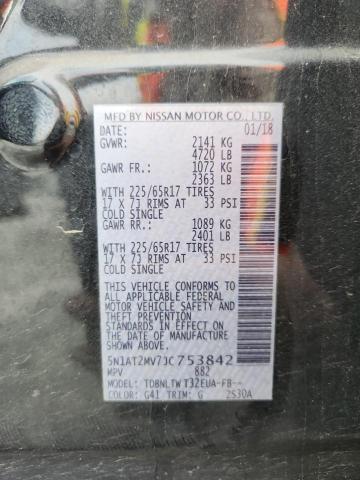 MFD BY NISSAN MOTOR CO., LTD.
DATE: 01/18
GVWR: 2141 KG
4720 LB
GAWR FR.: 1072 KG
2363 LB
WITH 225/65R17 TIRES
17 X 7J RIMS AT 33 PSI
COLD SINGLE
GAWR RR.: 1089 KG
2401 LB
WITH 225/65R17 TIRES
17 X 7J RIMS AT 33 PSI
COLD SINGLE
THIS VEHICLE CONFORMS TO
ALL APPLICABLE FEDERAL
MOTOR VEHICLE SAFETY AND
THEFT PREVENTION
STANDARDS IN EFFECT ON
THE DATE OF MANUFACTURE
SHOWN ABOVE.
5N1AT2MV7JC753842
MPV 882
MODEL: TDBNLTW T32EUA-FB--
COLOR: G41 TRIM: G 2530A